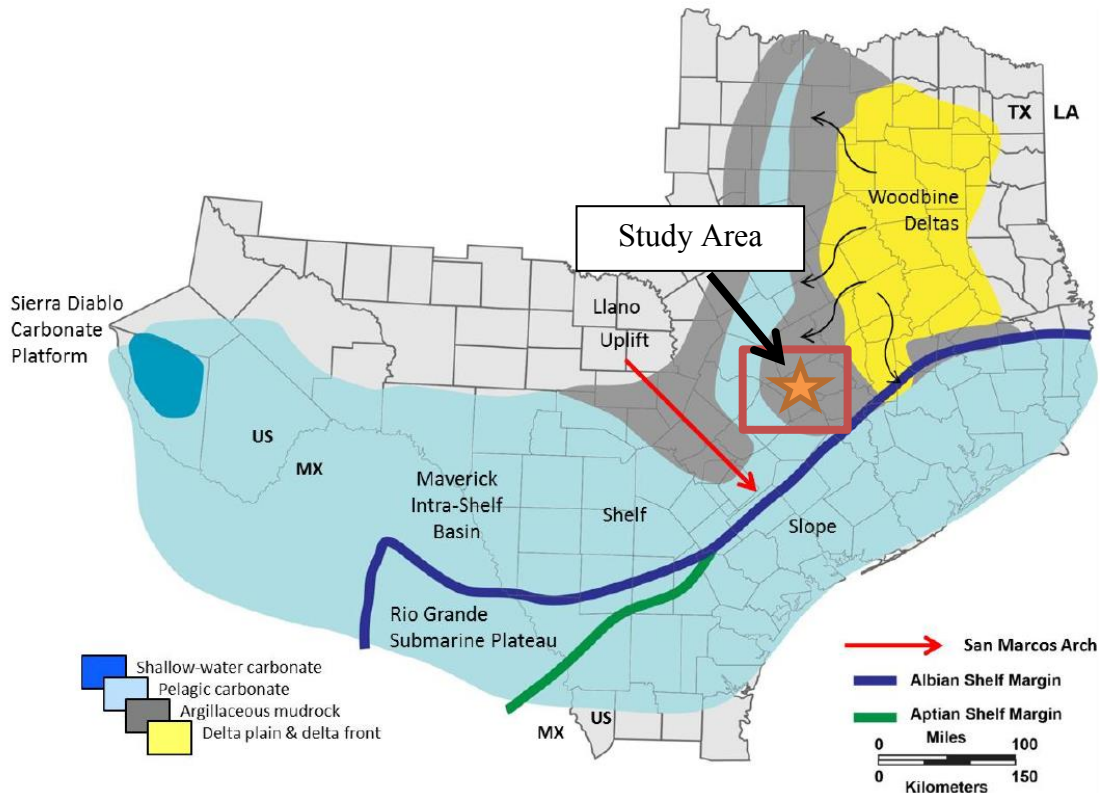 TX LA
Woodbine
Deltas
Study Area
Sierra Diablo
Carbonate
Platform
Llano
Uplift
US
MX
Maverick
Intra-Shelf
Basin
Shelf
Slope
Rio Grande
Submarine Plateau
US
MX
Shallow-water carbonate
Pelagic carbonate
Argillaceous mudrock
Delta plain & delta front
San Marcos Arch
Albian Shelf Margin
Aptian Shelf Margin
Miles
0 100
0 150
Kilometers